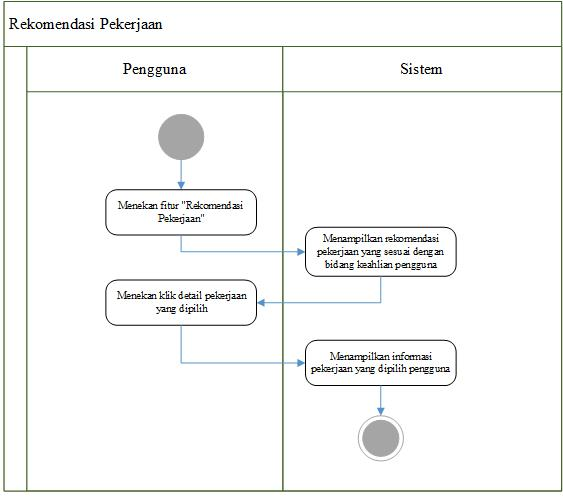 Rekomendasi Pekerjaan
Pengguna
Sistem
Menekan fitur "Rekomendasi
Pekerjaan"
Menampilkan rekomendasi
pekerjaan yang sesuai dengan
bidang keahlian pengguna
Menekan klik detail pekerjaan
yang dipilih
Menampilkan informasi
pekerjaan yang dipilih pengguna